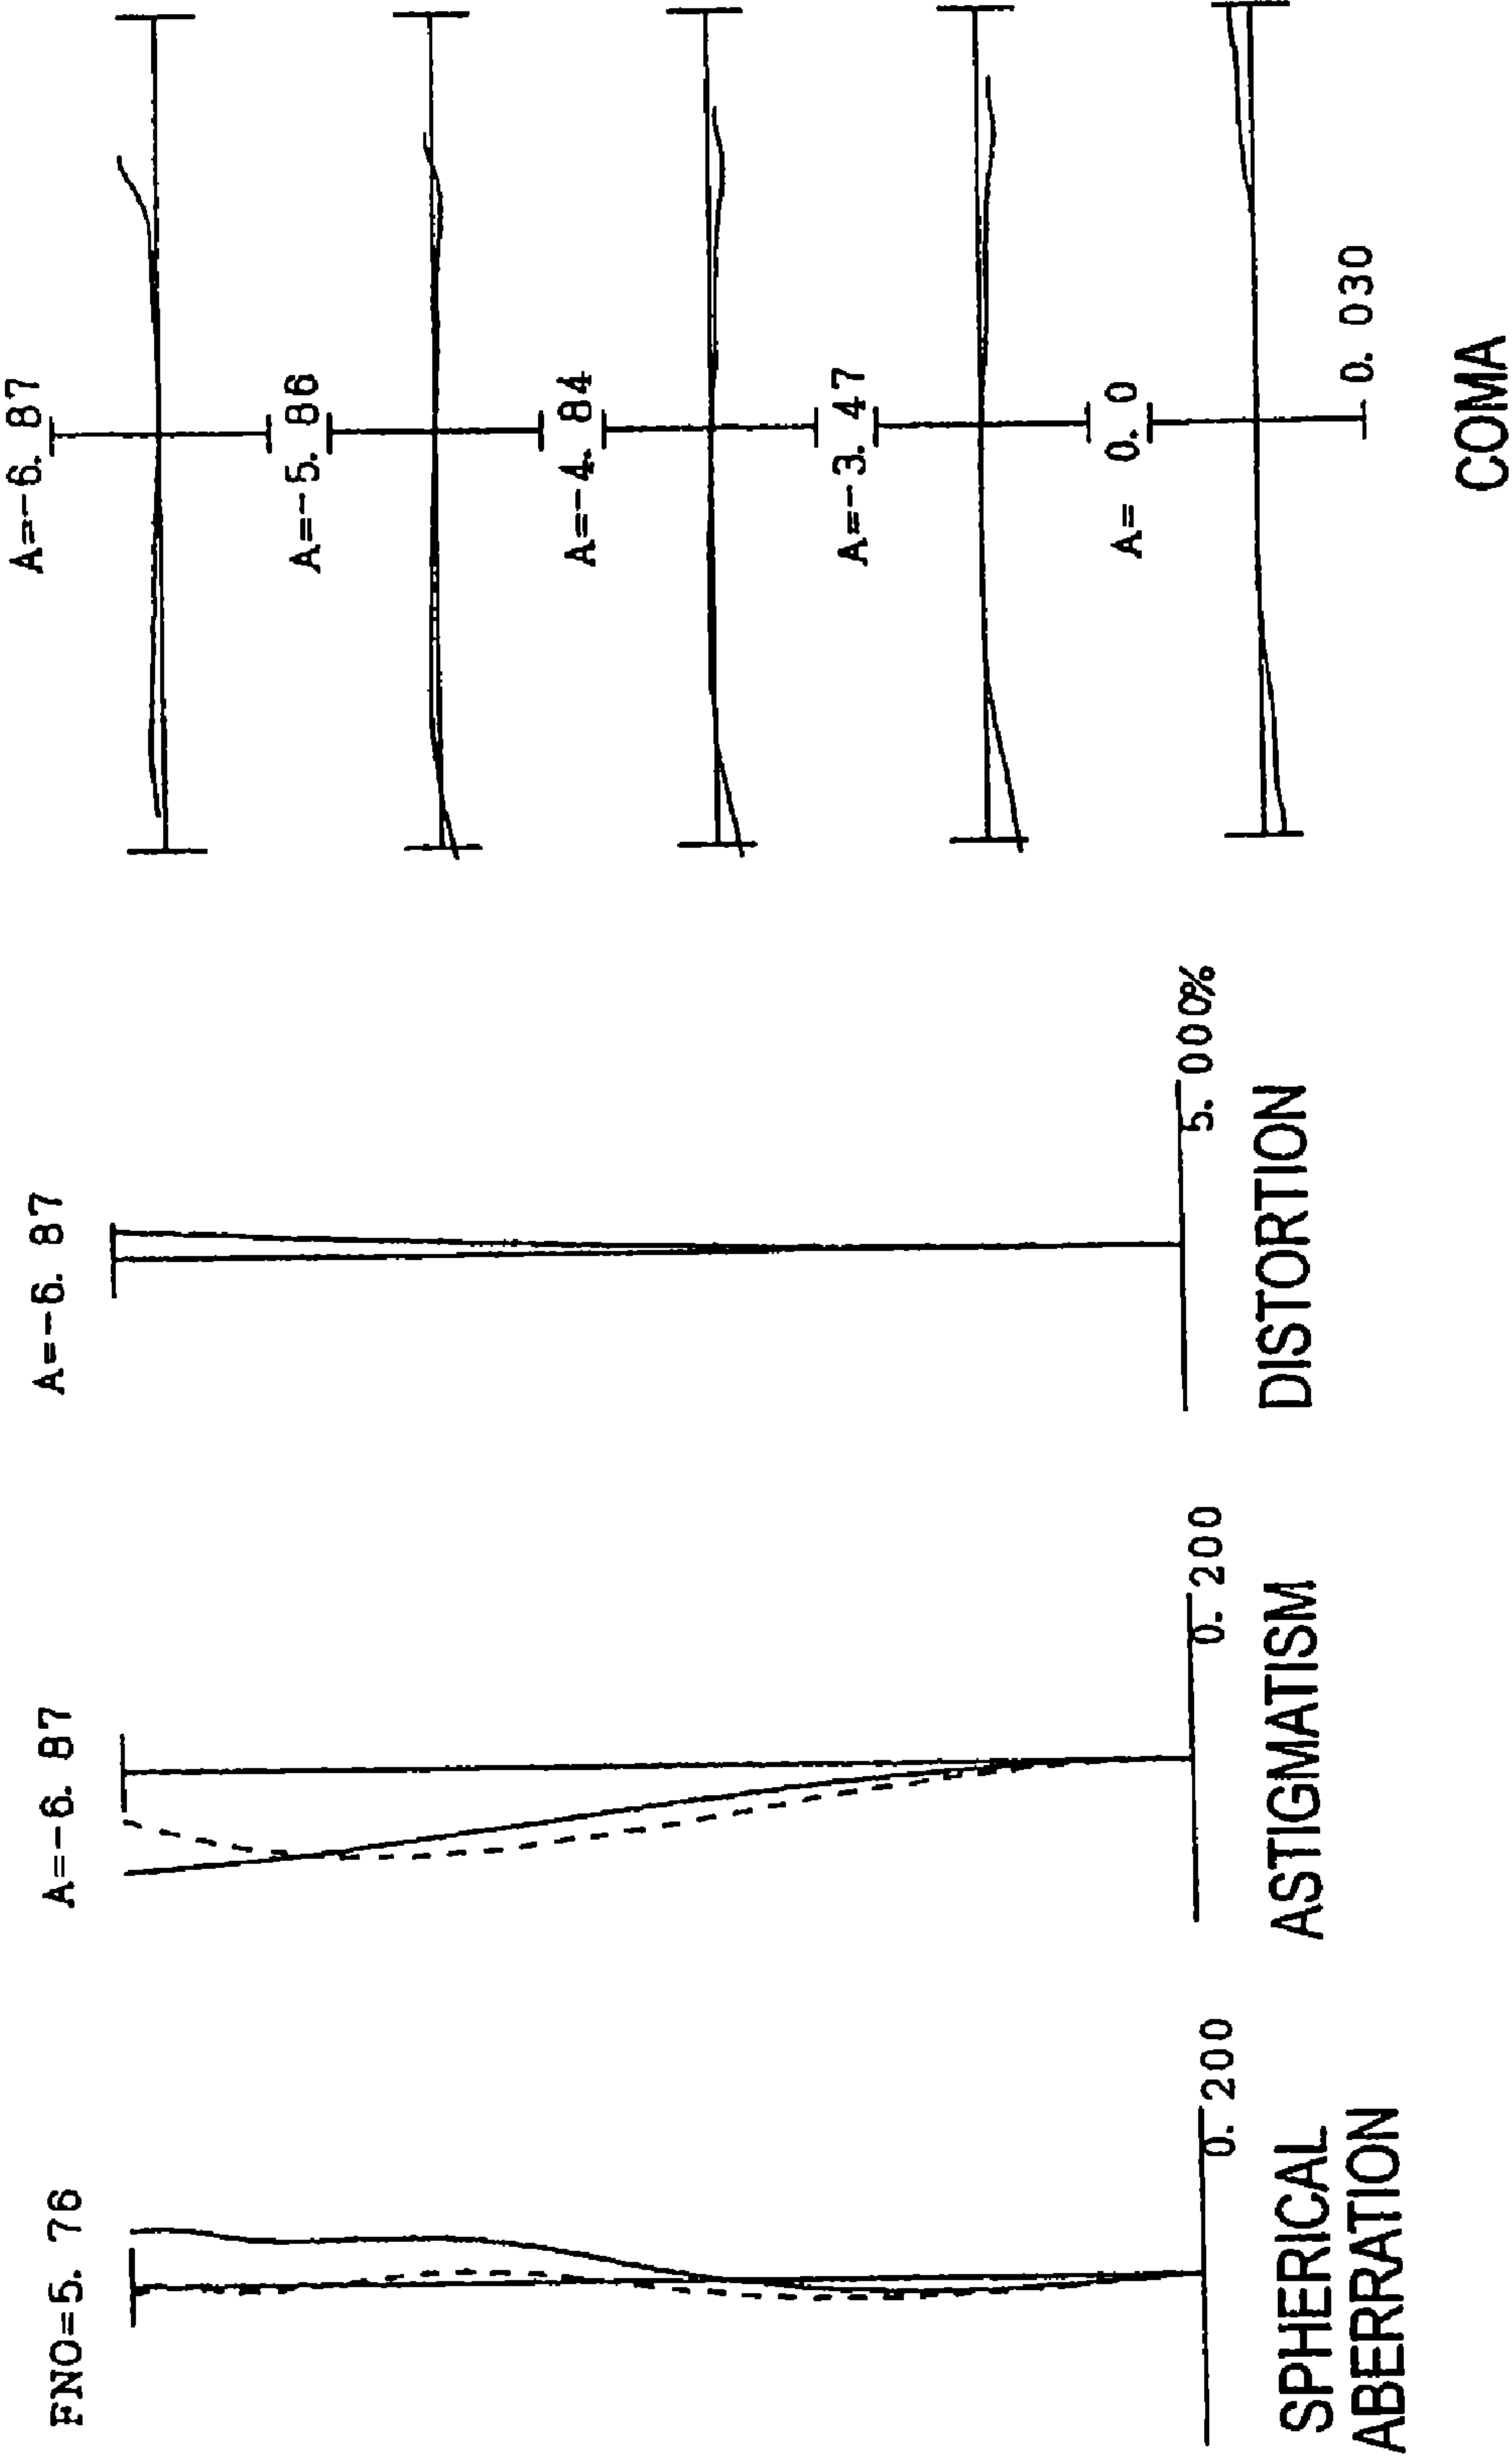 FNO=5. 76
0. 200
SPHERICAL
ABERRATION
A=-6. 87
0. 200
ASTIGMATISM
A=-6. 87
5. 00%
DISTORTION
A=-6. 87
A=-5. 86
A=-4. 84
A=-3. 47
A= 0. 0
0. 030
COMA